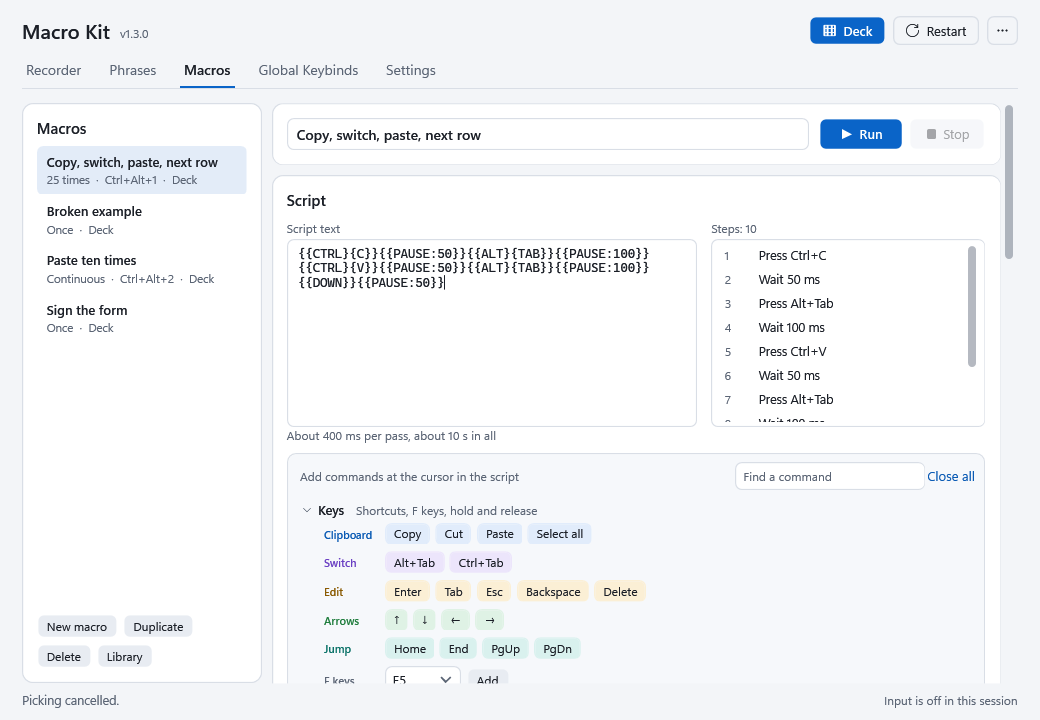 Macro Kit v1.3.0
Deck
Restart
Recorder Phrases Macros Global Keybinds Settings
Macros
Copy, switch, paste, next row
25 times · Ctrl+Alt+1 · Deck
Broken example
Once · Deck
Paste ten times
Continuous · Ctrl+Alt+2 · Deck
Sign the form
Once · Deck
New macro Duplicate
Delete Library
Copy, switch, paste, next row
Run
Stop
Script
Script text
{{CTRL}{C}}{{PAUSE:50}}{{ALT}{TAB}}{{PAUSE:100}}
{{CTRL}{V}}{{PAUSE:50}}{{ALT}{TAB}}{{PAUSE:100}}
{{DOWN}}{{PAUSE:50}}
About 400 ms per pass, about 10 s in all
Steps: 10
1 Press Ctrl+C
2 Wait 50 ms
3 Press Alt+Tab
4 Wait 100 ms
5 Press Ctrl+V
6 Wait 50 ms
7 Press Alt+Tab
8 Wait 100 ms
Add commands at the cursor in the script
Find a command
Close all
Keys Shortcuts, F keys, hold and release
Clipboard Copy Cut Paste Select all
Switch Alt+Tab Ctrl+Tab
Edit Enter Tab Esc Backspace Delete
Arrows ↑ ↓ ← →
Jump Home End PgUp PgDn
F keys F5 Add
Picking cancelled.
Input is off in this session